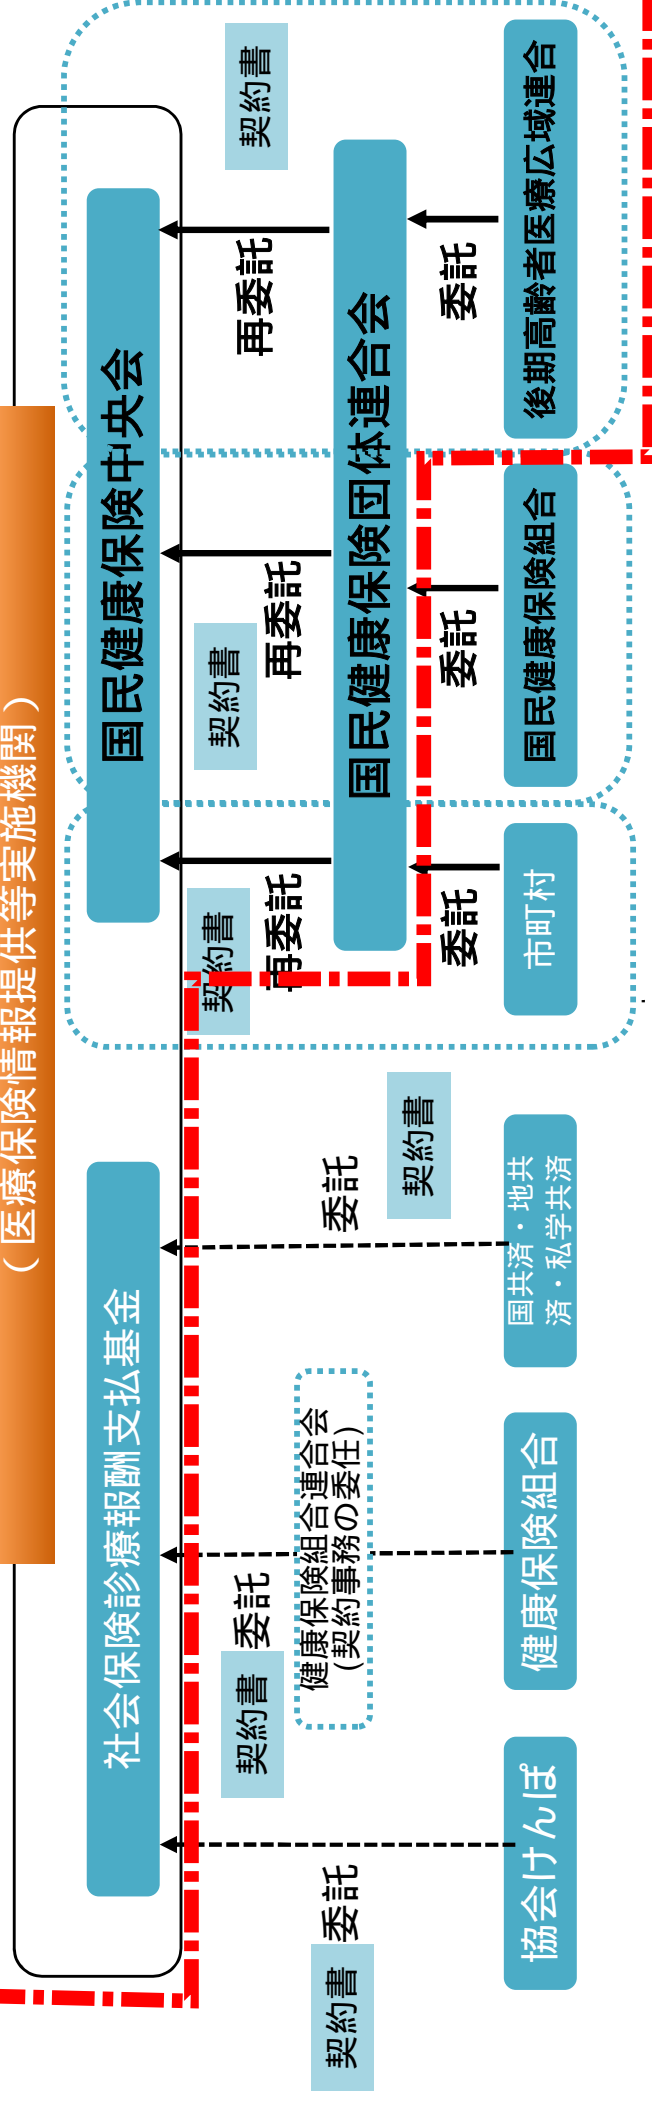 （医療保険情報提供等実施機関）
社会保険診療報酬支払基金
国民健康保険中央会
契約書
委託
契約書
委託
健康保険組合連合会
(契約事務の委任)
委託
契約書
契約書
再委託
契約書
再委託
再委託
契約書
国民健康保険団体連合会
委託
委託
委託
協会けんぽ
健康保険組合
国共済・地共
済・私学共済
市町村
国民健康保険組合
後期高齢者医療広域連合